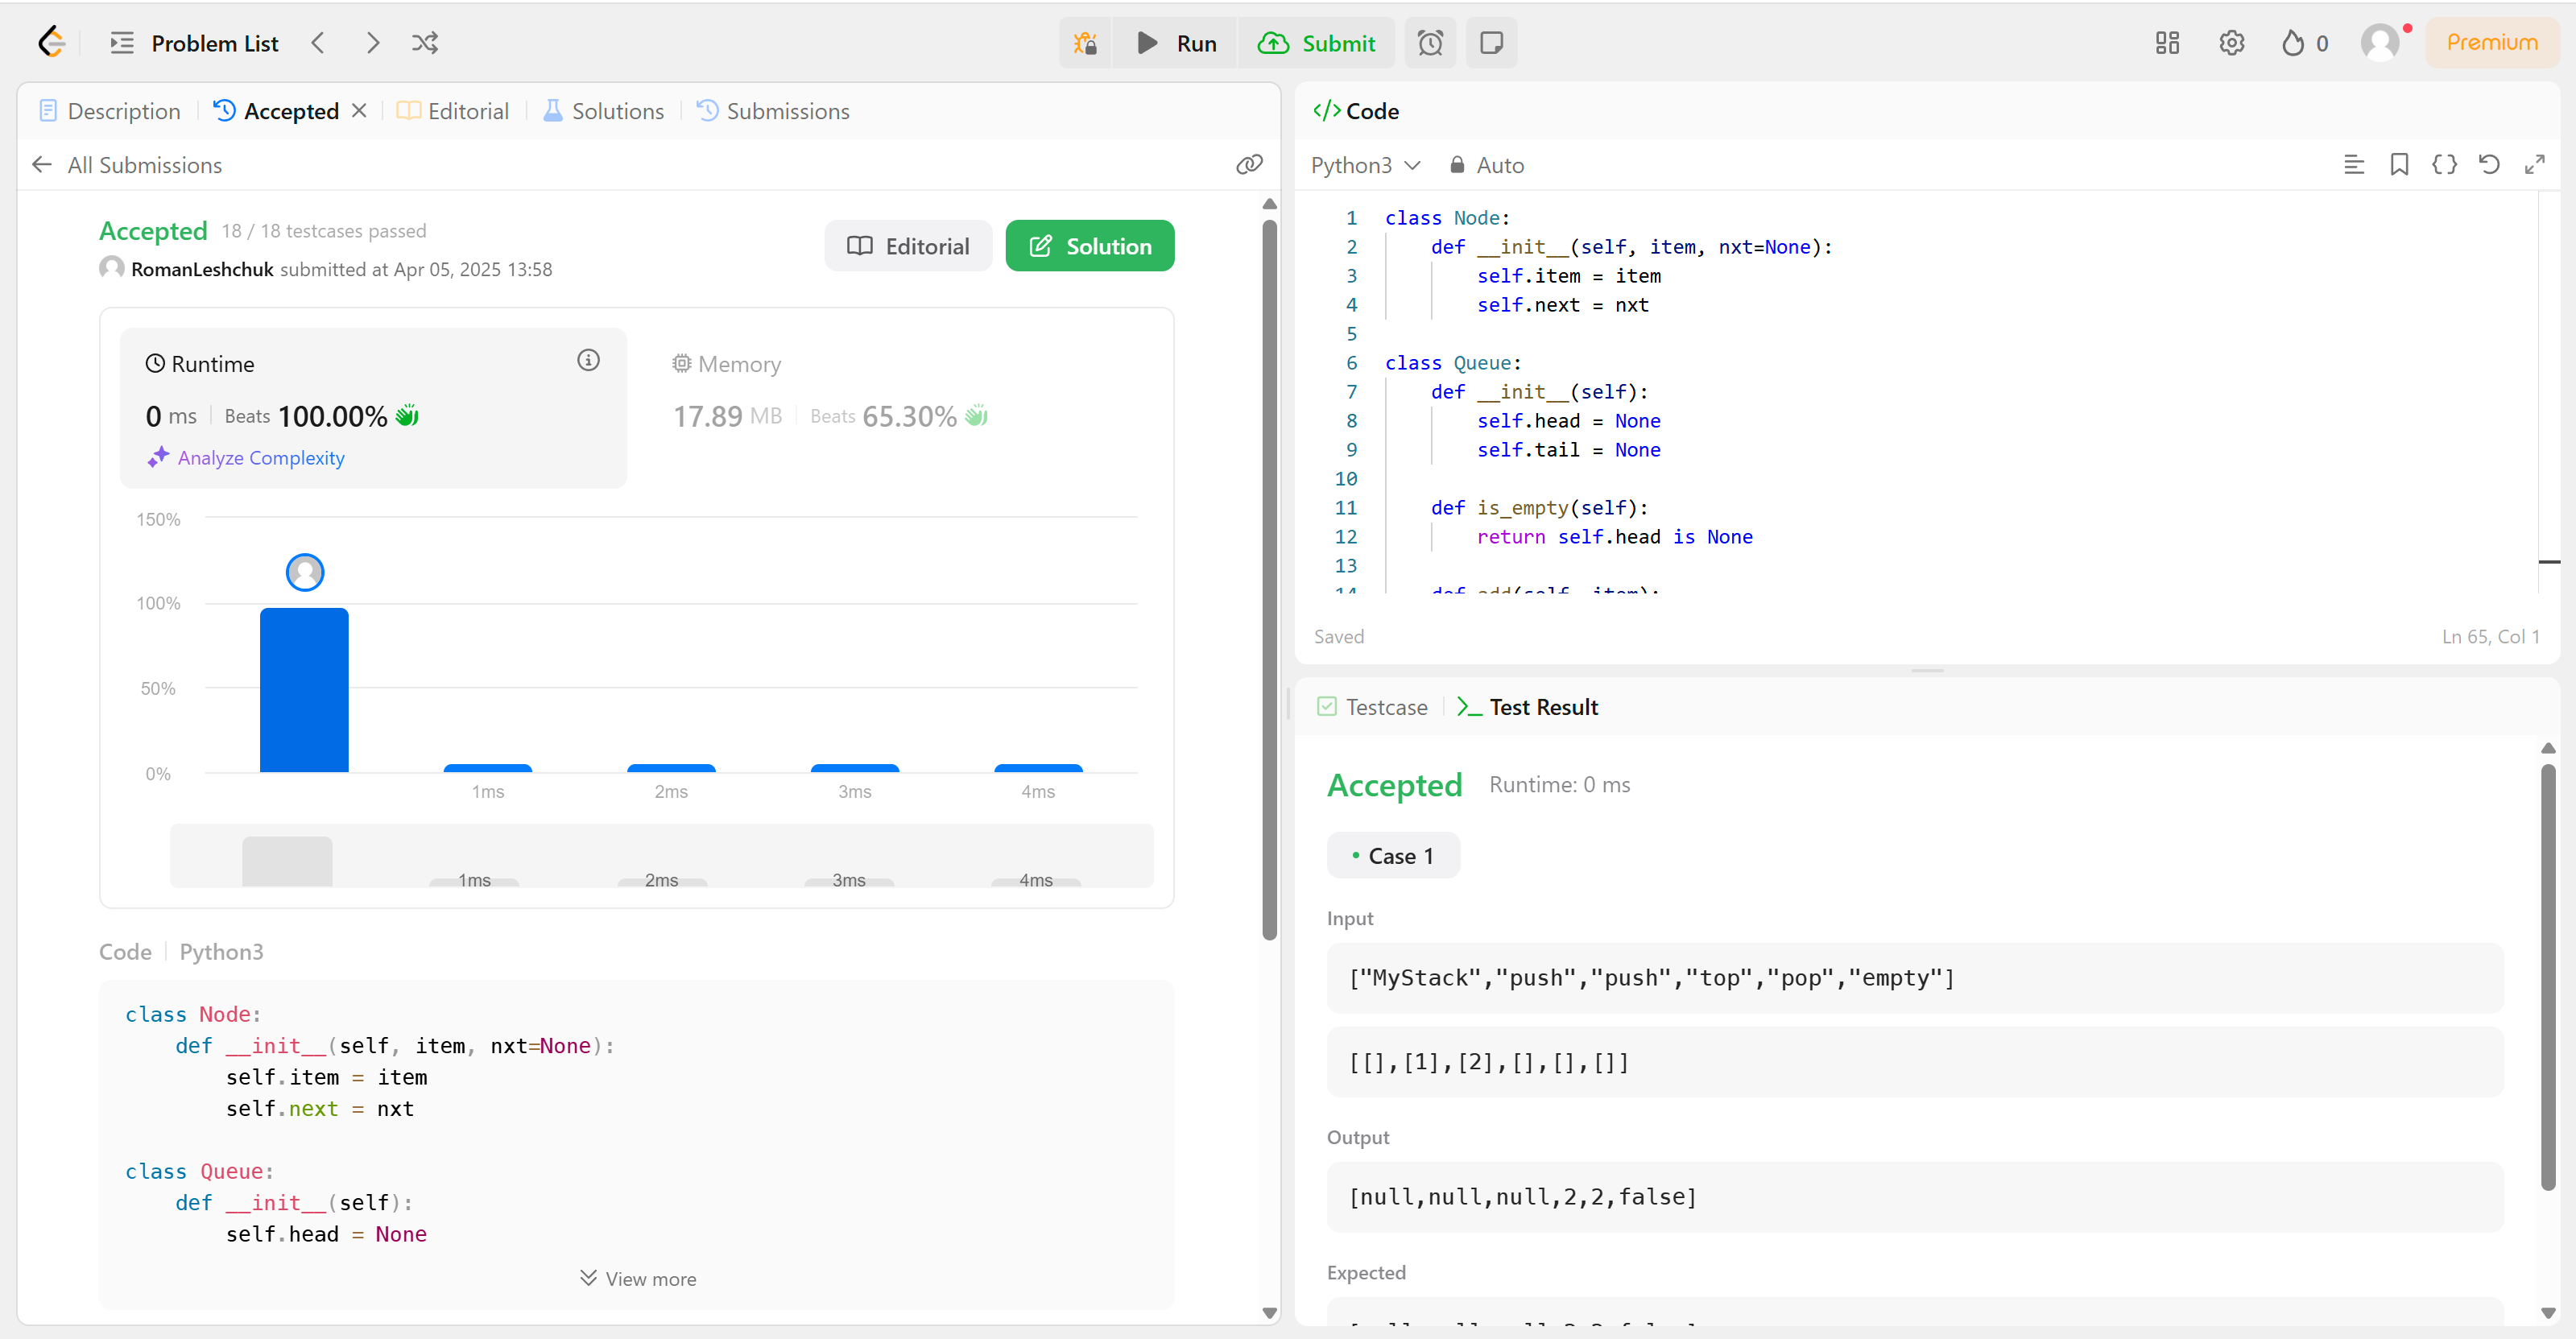 Problem List
Run
Submit
0
Premium
Description
Accepted
Editorial
Solutions
Submissions
All Submissions
Accepted 18 / 18 testcases passed
RomanLeshchuk submitted at Apr 05, 2025 13:58
Editorial
Solution
Runtime
0 ms Beats 100.00%
Analyze Complexity
Memory
17.89 MB Beats 65.30%
150%
100%
50%
0%
1ms 2ms 3ms 4ms
1ms 2ms 3ms 4ms
Code Python3
class Node:
    def __init__(self, item, nxt=None):
        self.item = item
        self.next = nxt
class Queue:
    def __init__(self):
        self.head = None
View more
</> Code
Python3 Auto
1 class Node:
2     def __init__(self, item, nxt=None):
3         self.item = item
4         self.next = nxt
5
6 class Queue:
7     def __init__(self):
8         self.head = None
9         self.tail = None
10
11     def is_empty(self):
12         return self.head is None
13
14     def add(self, item):
Saved
Ln 65, Col 1
Testcase
Test Result
Accepted Runtime: 0 ms
• Case 1
Input
["MyStack","push","push","top","pop","empty"]
[[],[1],[2],[],[],[]]
Output
[null,null,null,2,2,false]
Expected